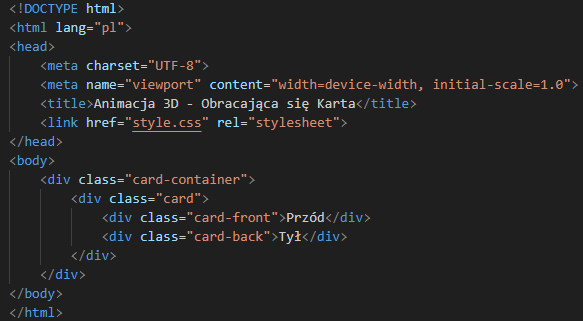 <!DOCTYPE html>
<html lang="pl">
<head>
    <meta charset="UTF-8">
    <meta name="viewport" content="width=device-width, initial-scale=1.0">
    <title>Animacja 3D - Obracająca się Karta</title>
    <link href="style.css" rel="stylesheet">
</head>
<body>
    <div class="card-container">
        <div class="card">
            <div class="card-front">Przód</div>
            <div class="card-back">Tył</div>
        </div>
    </div>
</body>
</html>